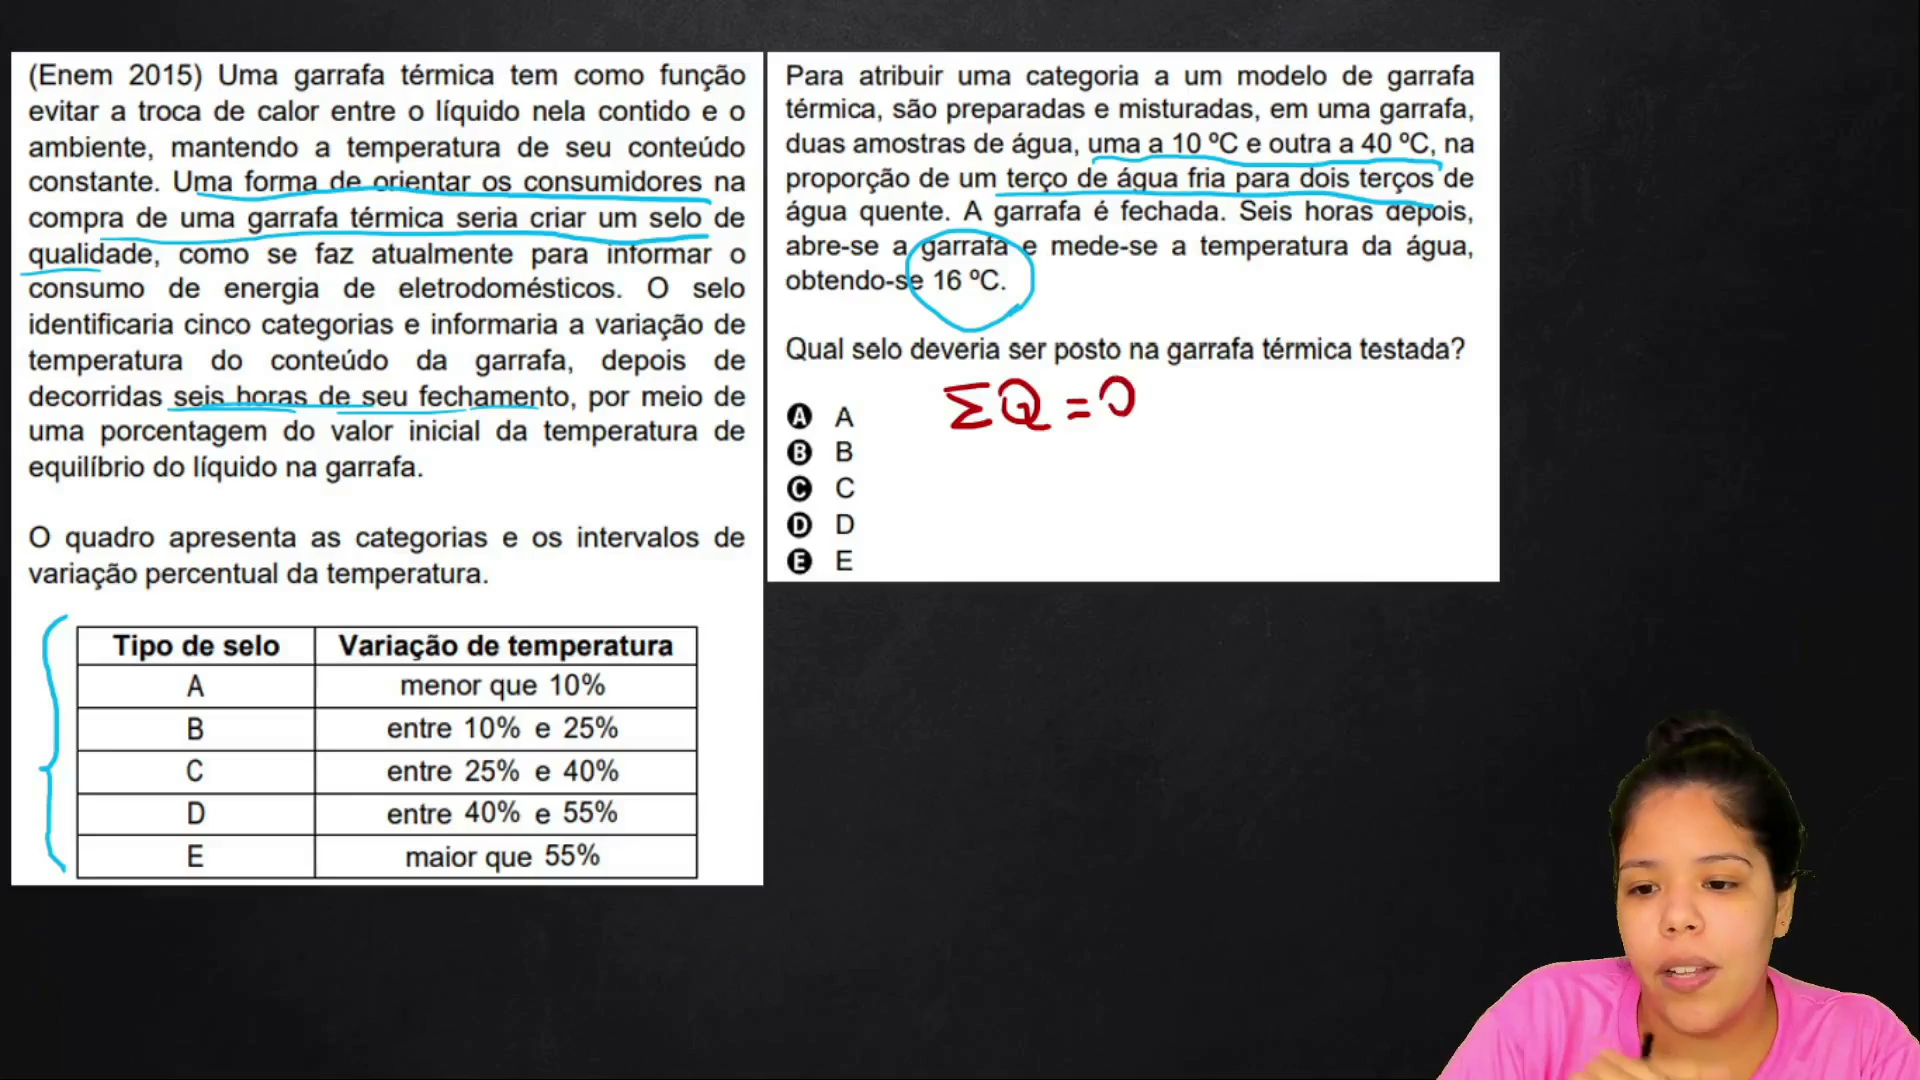 (Enem 2015) Uma garrafa térmica tem como função
evitar a troca de calor entre o líquido nela contido e o
ambiente, mantendo a temperatura de seu conteúdo
constante. Uma forma de orientar os consumidores na
compra de uma garrafa térmica seria criar um selo de
qualidade, como se faz atualmente para informar o
consumo de energia de eletrodomésticos. O selo
identificaria cinco categorias e informaria a variação de
temperatura do conteúdo da garrafa, depois de
decorridas seis horas de seu fechamento, por meio de
uma porcentagem do valor inicial da temperatura de
equilíbrio do líquido na garrafa.
O quadro apresenta as categorias e os intervalos de
variação percentual da temperatura.
Tipo de selo Variação de temperatura
A menor que 10%
B entre 10% e 25%
C entre 25% e 40%
D entre 40% e 55%
E maior que 55%
Para atribuir uma categoria a um modelo de garrafa
térmica, são preparadas e misturadas, em uma garrafa,
duas amostras de água, uma a 10 ºC e outra a 40 ºC, na
proporção de um terço de água fria para dois terços de
água quente. A garrafa é fechada. Seis horas depois,
abre-se a garrafa e mede-se a temperatura da água,
obtendo-se 16 ºC.
Qual selo deveria ser posto na garrafa térmica testada?
ΣQ = 0
A A
B B
C C
D D
E E